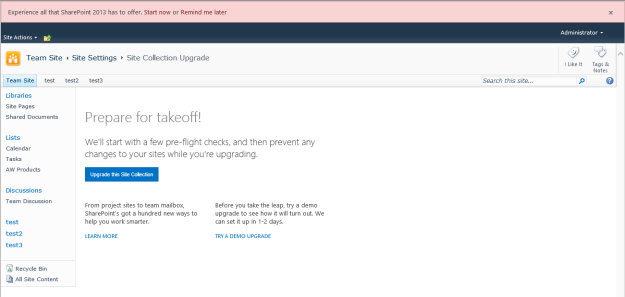 Experience all that SharePoint 2013 has to offer. Start now or Remind me later
Administrator
Site Actions
Team Site ▸ Site Settings ▸ Site Collection Upgrade
I Like It
Tags &
Notes
Team Site test test2 test3
Search this site...
Libraries
Site Pages
Shared Documents
Lists
Calendar
Tasks
AW Products
Discussions
Team Discussion
test
test2
test3
Recycle Bin
All Site Content
Prepare for takeoff!
We'll start with a few pre-flight checks, and then prevent any
changes to your sites while you're upgrading.
Upgrade this Site Collection
From project sites to team mailbox,
SharePoint's got a hundred new ways to
help you work smarter.
LEARN MORE
Before you take the leap, try a demo
upgrade to see how it will turn out. We
can set it up in 1-2 days.
TRY A DEMO UPGRADE